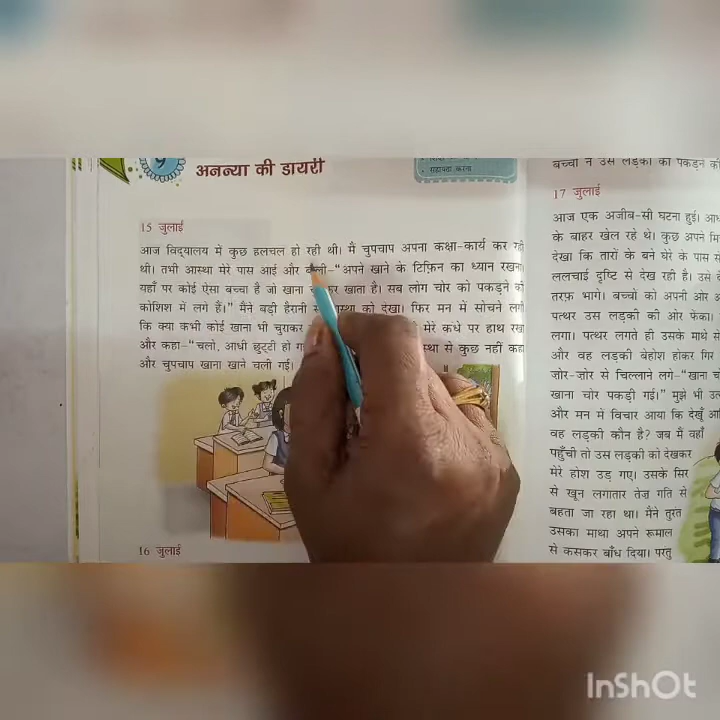 9
अनन्या की डायरी
सहायता करना
15 जुलाई
आज विद्यालय में कुछ हलचल हो रही थी। मैं चुपचाप अपना कक्षा-कार्य कर रही
थी। तभी आस्था मेरे पास आई और बोली-“अपने खाने के टिफ़िन का ध्यान रखना।
यहाँ पर कोई ऐसा बच्चा है जो खाना कर खाता है। सब लोग चोर को पकड़ने की
कोशिश में लगे हैं।” मैंने बड़ी हैरानी को देखा। फिर मन में सोचने लगी
कि क्या कभी कोई खाना भी चुराकर मेरे कंधे पर हाथ रखा
और कहा-“चलो, आधी छुट्टी हो से कुछ नहीं कहा
और चुपचाप खाना खाने चली गई।
16 जुलाई
बच्चों ने उस लड़की को पकड़ने
17 जुलाई
आज एक अजीब-सी घटना हुई।
के बाहर खेल रहे थे। कुछ अपने
देखा कि तारों के बने घेरे के पास
ललचाई दृष्टि से देख रही है। उसे
तरफ़ भागे। बच्चों को अपनी ओर
पत्थर उस लड़की की ओर फेंका।
लगा। पत्थर लगते ही उसके माथे से
और वह लड़की बेहोश होकर गिर
ज़ोर-ज़ोर से चिल्लाने लगे-“खाना
खाना चोर पकड़ी गई।” मुझे भी
और मन में विचार आया कि देखूँ
वह लड़की कौन है? जब मैं वहाँ
पहुँची तो उस लड़की को देखकर
मेरे होश उड़ गए। उसके सिर
से खून लगातार तेज़ गति से
बहता जा रहा था। मैंने तुरंत
उसका माथा अपने रूमाल
से कसकर बाँध दिया। परंतु
InShOt